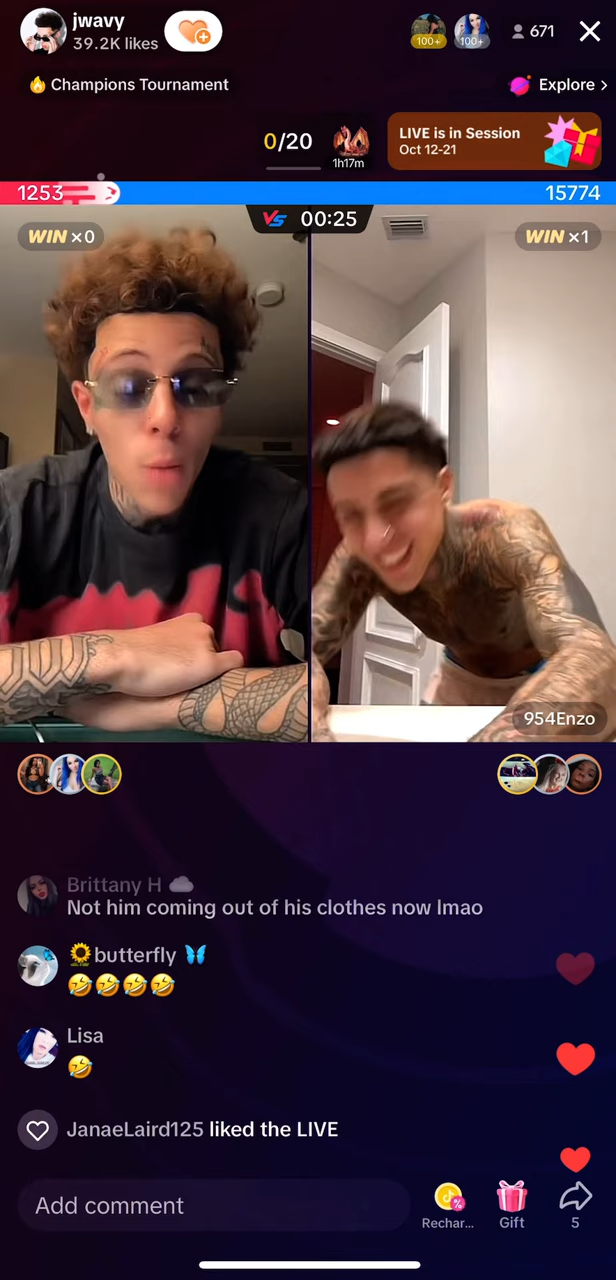 jwavy
39.2K likes
100+
100+
671
🔥 Champions Tournament
Explore >
0/20
1h17m
LIVE is in Session
Oct 12-21
1253
15774
VS 00:25
WIN ×0
WIN ×1
954Enzo
Brittany H ☁️
Not him coming out of his clothes now lmao
🌻butterfly 🦋
🤣🤣🤣🤣
Lisa
🤣
JanaeLaird125 liked the LIVE
Add comment
Rechar...
Gift
5